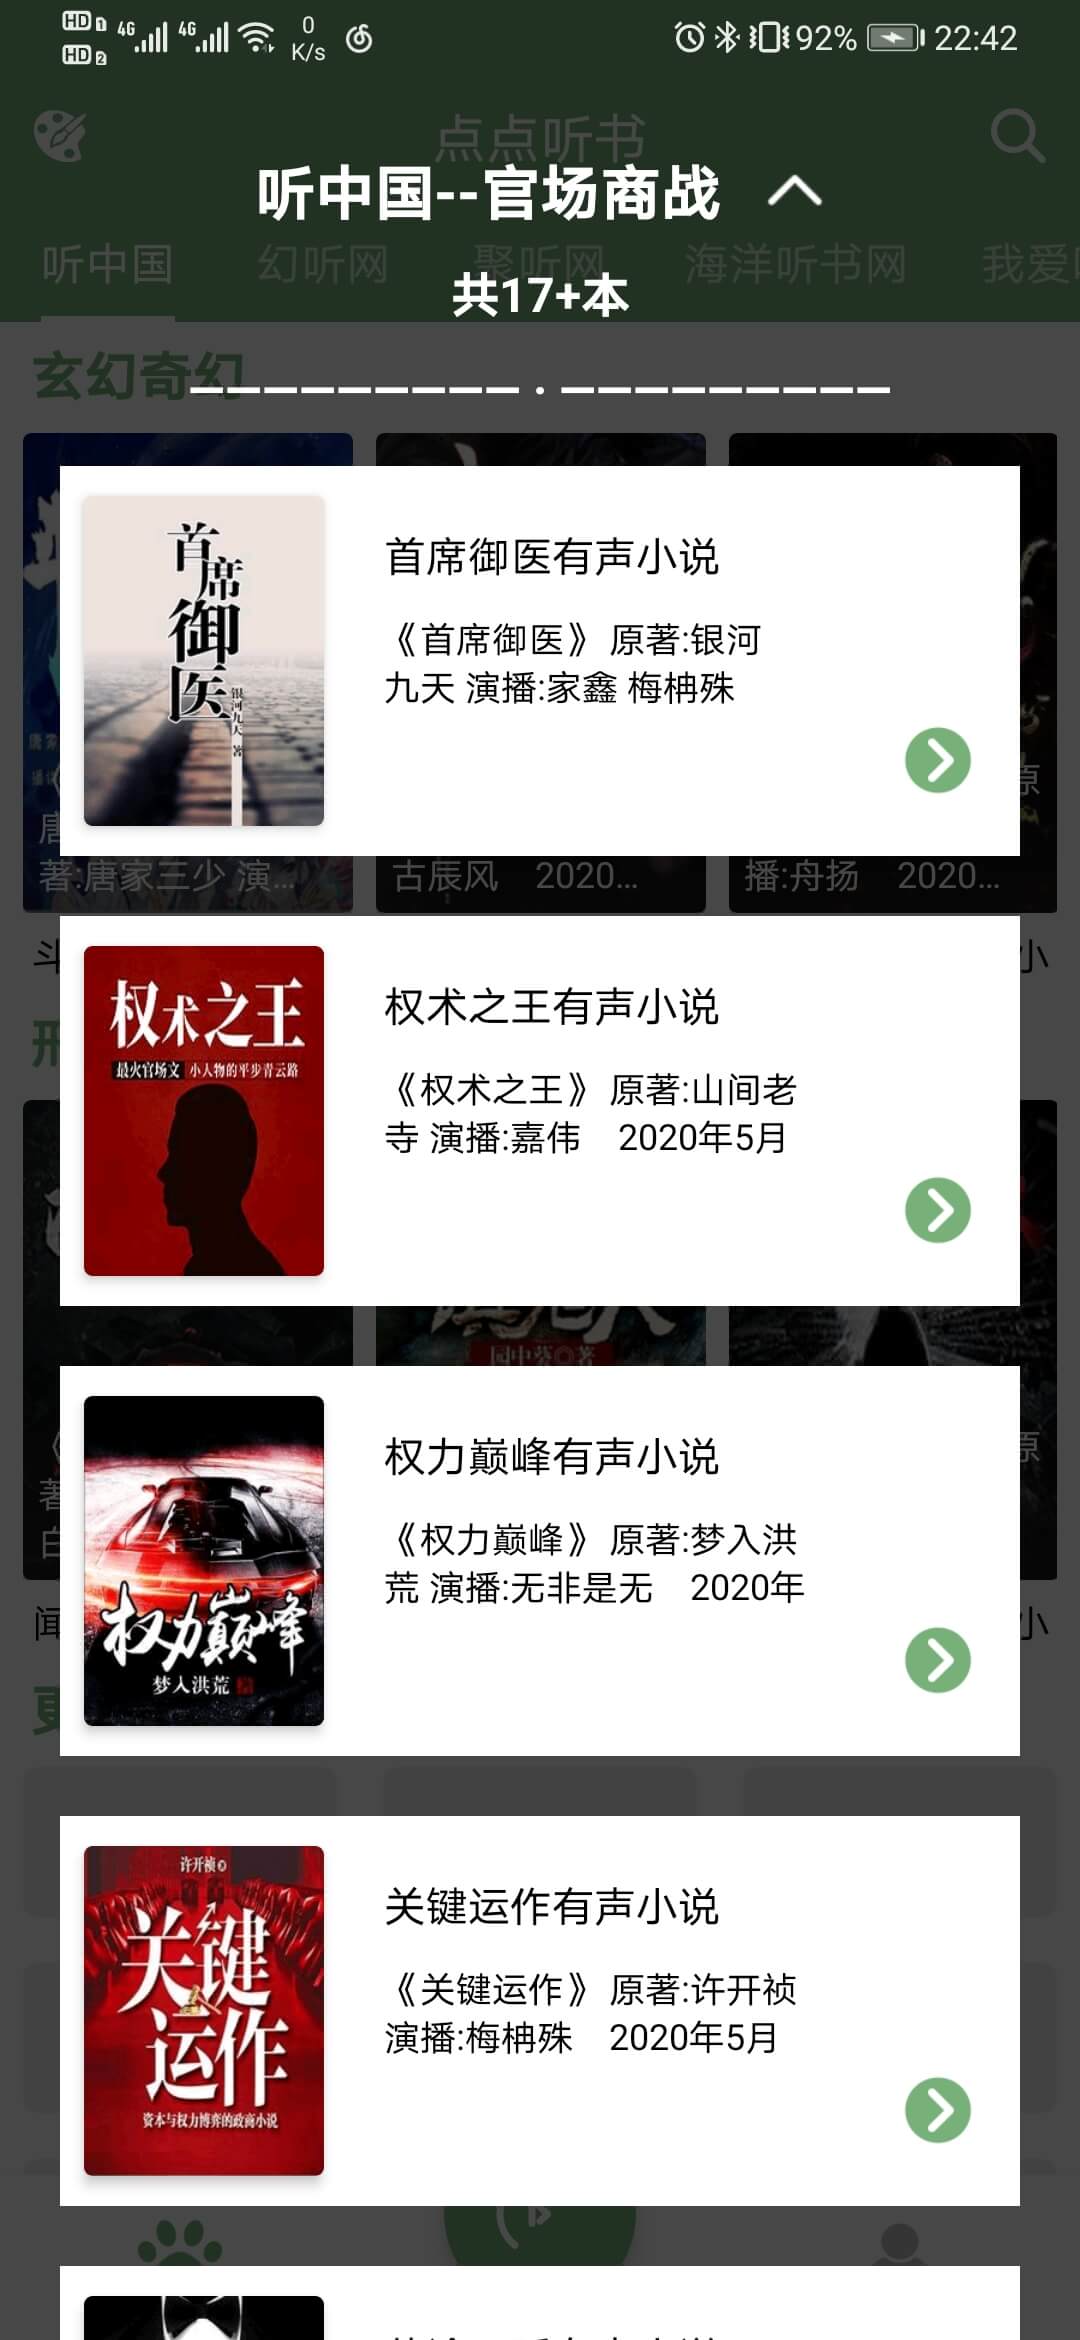 HD 1 4G 4G 0 K/s 92% 22:42
HD 2
点点听书
听中国--官场商战
听中国 幻听网 聚听网 海洋听书网 我爱
共17+本
玄幻奇幻
首席御医
银河九天 著
首席御医有声小说
《首席御医》 原著:银河
九天 演播:家鑫 梅枏殊
著:唐家三少 演...
古辰风 2020...
播:舟扬 2020...
权术之王
最火官场文 小人物的平步青云路
权术之王有声小说
《权术之王》 原著:山间老
寺 演播:嘉伟 2020年5月
园中葵◎著
权力巅峰
梦入洪荒
权力巅峰有声小说
《权力巅峰》 原著:梦入洪
荒 演播:无非是无 2020年
许开祯
关键
运作
资本与权力博弈的政商小说
关键运作有声小说
《关键运作》 原著:许开祯
演播:梅枏殊 2020年5月